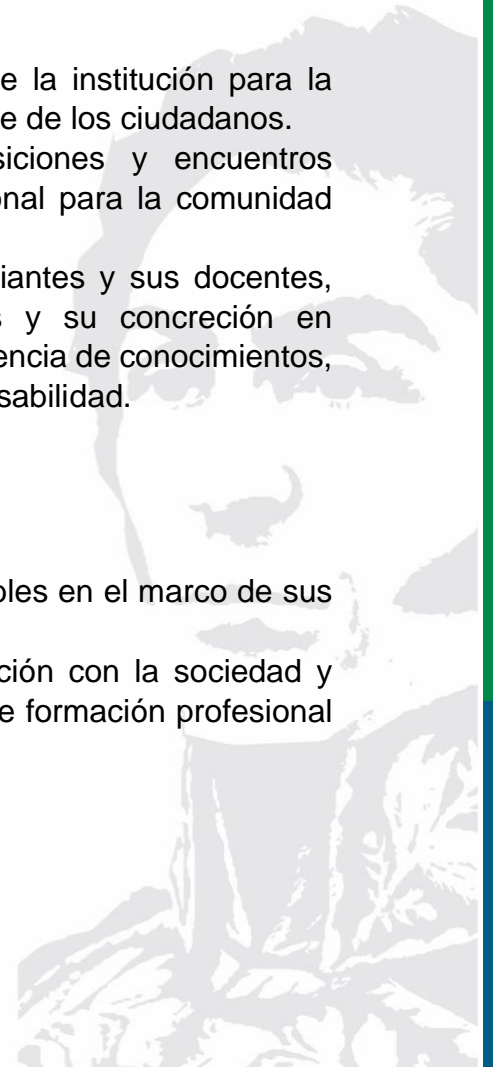 e la institución para la
e de los ciudadanos.
siciones y encuentros
onal para la comunidad
iantes y sus docentes,
s y su concreción en
encia de conocimientos,
sabilidad.
oles en el marco de sus
ción con la sociedad y
e formación profesional